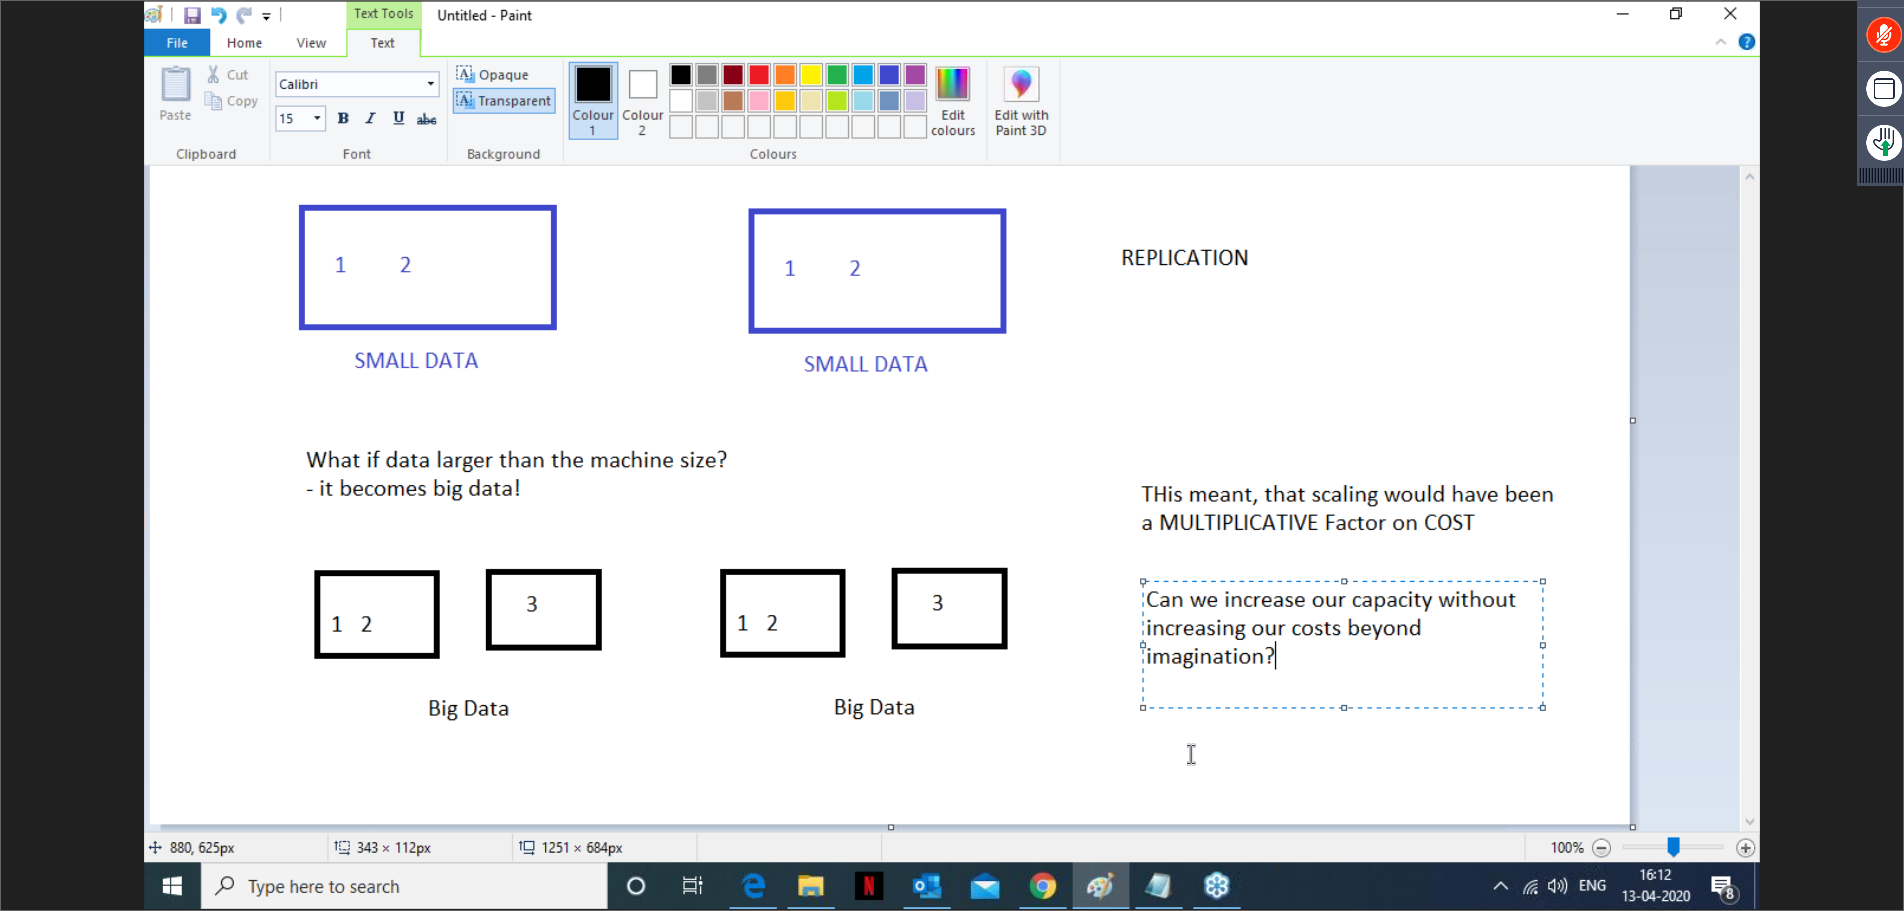 Text Tools
Untitled - Paint
File
Home
View
Text
Paste
Cut
Copy
Clipboard
Calibri
15
B I U abc
Font
Opaque
Transparent
Background
Colour 1
Colour 2
Edit colours
Edit with Paint 3D
Colours
1 2
SMALL DATA
1 2
SMALL DATA
REPLICATION
What if data larger than the machine size?
- it becomes big data!
THis meant, that scaling would have been
a MULTIPLICATIVE Factor on COST
1 2
3
Big Data
1 2
3
Big Data
Can we increase our capacity without
increasing our costs beyond
imagination?
880, 625px
343 × 112px
1251 × 684px
100%
Type here to search
N
ENG
16:12
13-04-2020
8